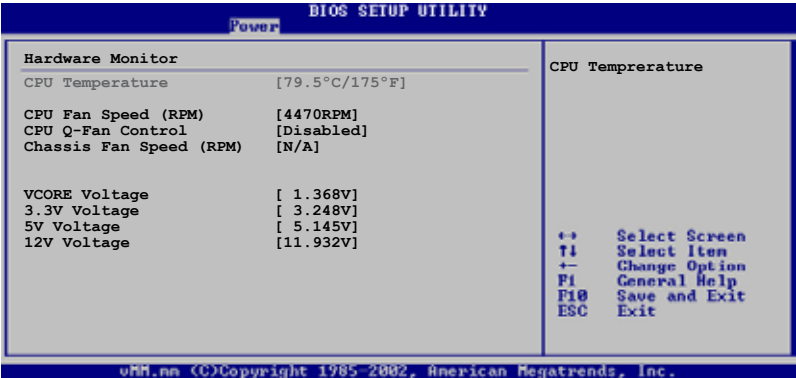 BIOS SETUP UTILITY
Power
Hardware Monitor
CPU Temperature [79.5°C/175°F]
CPU Fan Speed (RPM) [4470RPM]
CPU Q-Fan Control [Disabled]
Chassis Fan Speed (RPM) [N/A]
VCORE Voltage [ 1.368V]
3.3V Voltage [ 3.248V]
5V Voltage [ 5.145V]
12V Voltage [11.932V]
CPU Temprerature
←→ Select Screen
↑↓ Select Item
+- Change Option
F1 General Help
F10 Save and Exit
ESC Exit
vMM.nn (C)Copyright 1985-2002, American Megatrends, Inc.